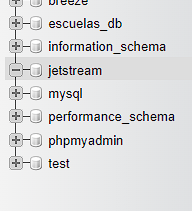 breeze
escuelas_db
information_schema
jetstream
mysql
performance_schema
phpmyadmin
test